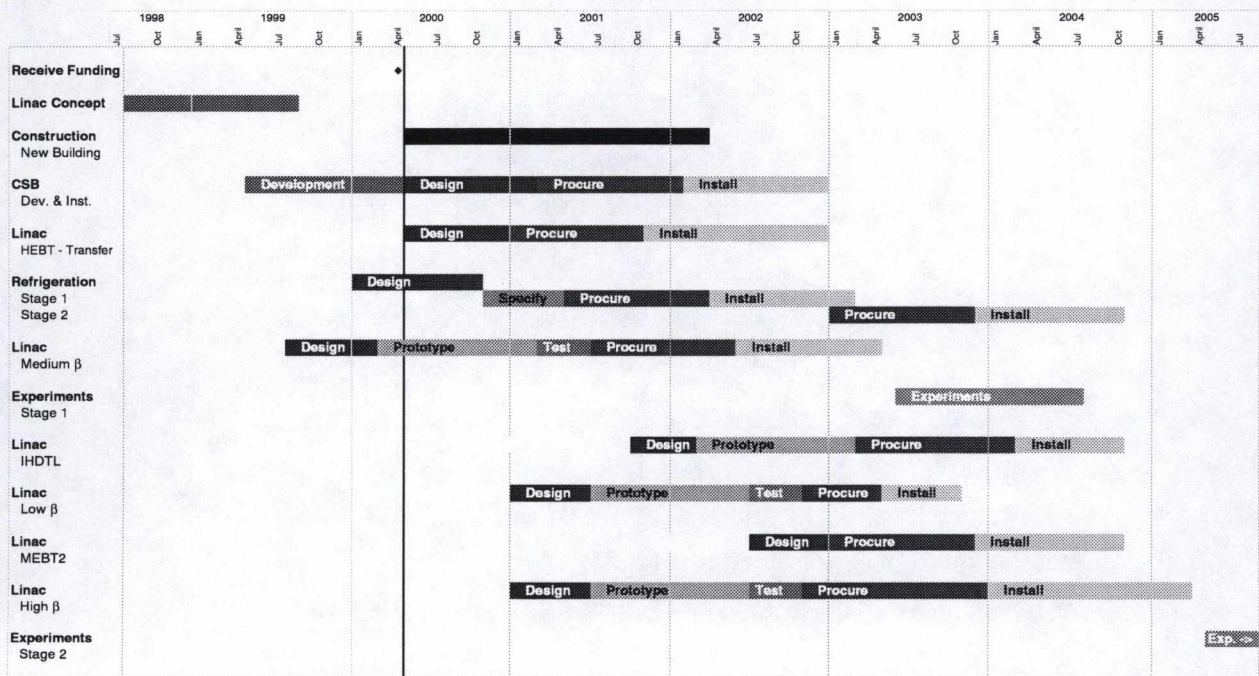 1998 1999 2000 2001 2002 2003 2004 2005
Jul Oct Jan April Jul Oct Jan April Jul Oct Jan April Jul Oct Jan April Jul Oct Jan April Jul Oct Jan April Jul Oct Jan April Jul
Receive Funding
Linac Concept
Construction
New Building
CSB Development Design Procure Install
Dev. & Inst.
Linac Design Procure Install
HEBT - Transfer
Refrigeration Design
Stage 1 Specify Procure Install
Stage 2 Procure Install
Linac Design Prototype Test Procure Install
Medium β
Experiments Experiments
Stage 1
Linac Design Prototype Procure Install
IHDTL
Linac Design Prototype Test Procure Install
Low β
Linac Design Procure Install
MEBT2
Linac Design Prototype Test Procure Install
High β
Experiments Exp. ->
Stage 2